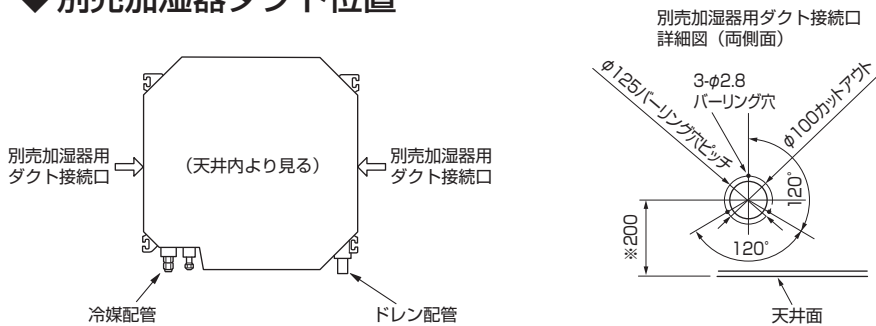 ◆別売加湿器ダクト位置
別売加湿器用
ダクト接続口
(天井内より見る)
別売加湿器用
ダクト接続口
冷媒配管
ドレン配管
別売加湿器用ダクト接続口
詳細図（両側面）
φ125バーリング穴ピッチ
3-φ2.8
バーリング穴
φ100カットアウト
120°
120°
※200
天井面